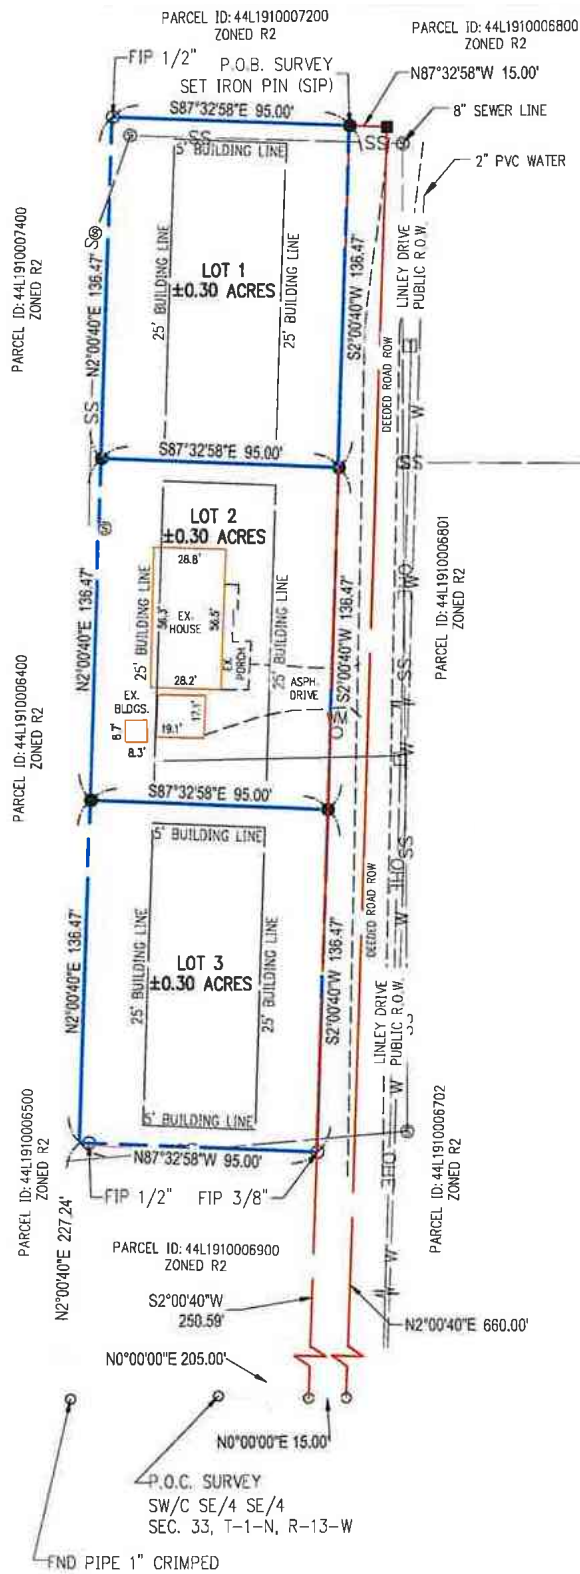 PARCEL ID: 44L1910007200
ZONED R2
PARCEL ID: 44L1910006800
ZONED R2
FIP 1/2"
P.O.B. SURVEY
SET IRON PIN (SIP)
N87°32'58"W 15.00'
S87°32'58"E 95.00'
8" SEWER LINE
SS
SS
5' BUILDING LINE
2" PVC WATER
PARCEL ID: 44L1910007400
ZONED R2
S
N2°00'40"E 136.47'
25' BUILDING LINE
LOT 1
±0.30 ACRES
25' BUILDING LINE
S2°00'40"W 136.47'
DEEDED ROAD ROW
LINLEY DRIVE
PUBLIC R.O.W.
W
SS
SS
S87°32'58"E 95.00'
S
LOT 2
±0.30 ACRES
28.8'
N2°00'40"E 136.47'
25' BUILDING LINE
56.3'
EX.
HOUSE
56.5'
25' BUILDING LINE
S2°00'40"W 136.47'
OHE
W
PARCEL ID: 44L1910006801
ZONED R2
EX.
PORCH
28.2'
ASPH.
DRIVE
SS
EX.
BLDGS.
17.1'
19.1'
8.3'
WM
W
PARCEL ID: 44L1910006400
ZONED R2
S87°32'58"E 95.00'
5' BUILDING LINE
SS
OHE
W
N2°00'40"E 136.47'
25' BUILDING LINE
LOT 3
±0.30 ACRES
25' BUILDING LINE
S2°00'40"W 136.47'
DEEDED ROAD ROW
LINLEY DRIVE
PUBLIC R.O.W.
SS
W
5' BUILDING LINE
N87°32'58"W 95.00'
OHE
PARCEL ID: 44L1910006500
ZONED R2
PARCEL ID: 44L1910006702
ZONED R2
FIP 1/2"
FIP 3/8"
N2°00'40"E 227.24'
PARCEL ID: 44L1910006900
ZONED R2
W
S2°00'40"W
250.59'
N2°00'40"E 660.00'
N0°00'00"E 205.00'
N0°00'00"E 15.00'
P.O.C. SURVEY
SW/C SE/4 SE/4
SEC. 33, T-1-N, R-13-W
FND PIPE 1" CRIMPED